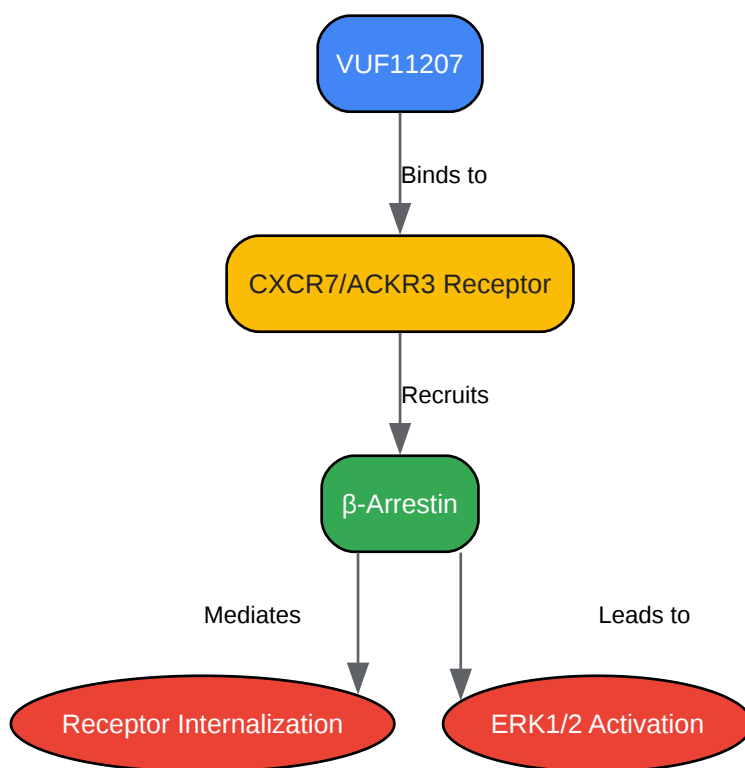 VUF11207
Binds to
CXCR7/ACKR3 Receptor
Recruits
β-Arrestin
Mediates
Leads to
Receptor Internalization
ERK1/2 Activation